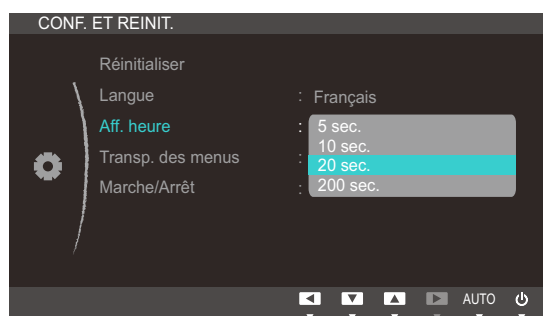 CONF. ET REINIT.
Réinitialiser
Langue : Français
Aff. heure : 5 sec.
10 sec.
Transp. des menus : 20 sec.
Marche/Arrêt : 200 sec.
AUTO